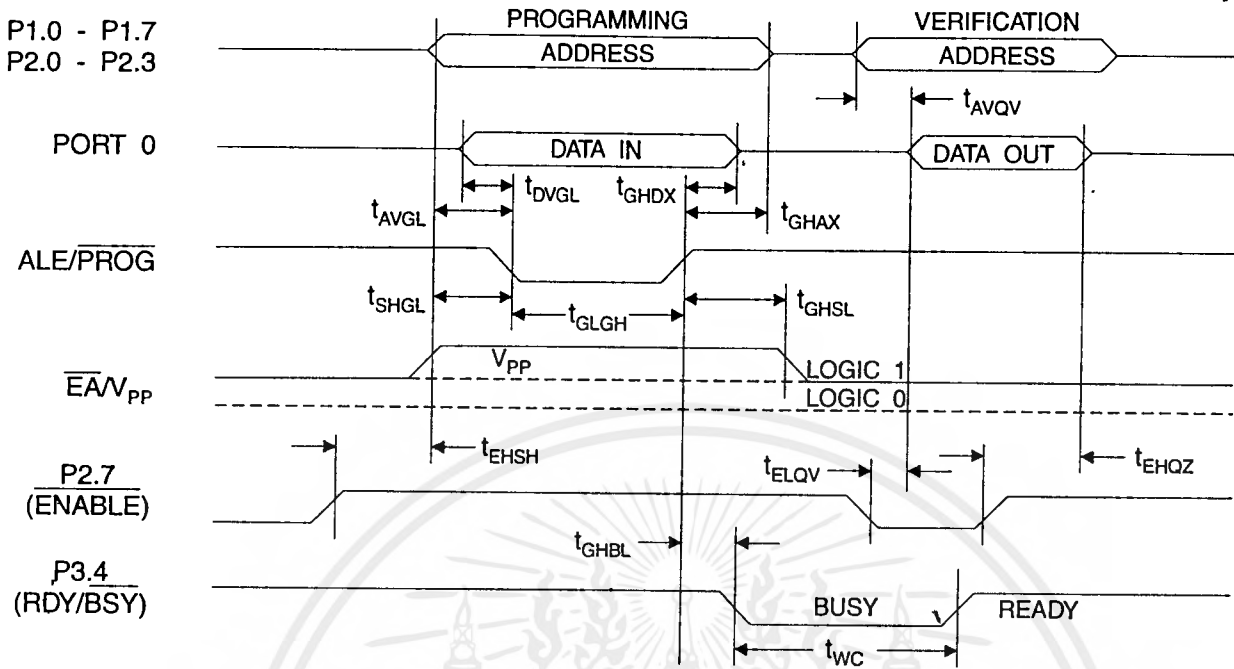 PROGRAMMING
VERIFICATION
P1.0 - P1.7
P2.0 - P2.3
ADDRESS
ADDRESS
tAVQV
PORT 0
DATA IN
DATA OUT
tDVGL
tGHDX
tAVGL
tGHAX
ALE/PROG
tSHGL
tGLGH
tGHSL
VPP
LOGIC 1
EA/VPP
LOGIC 0
tEHSH
tELQV
tEHQZ
P2.7
(ENABLE)
tGHBL
P3.4
(RDY/BSY)
BUSY
READY
tWC